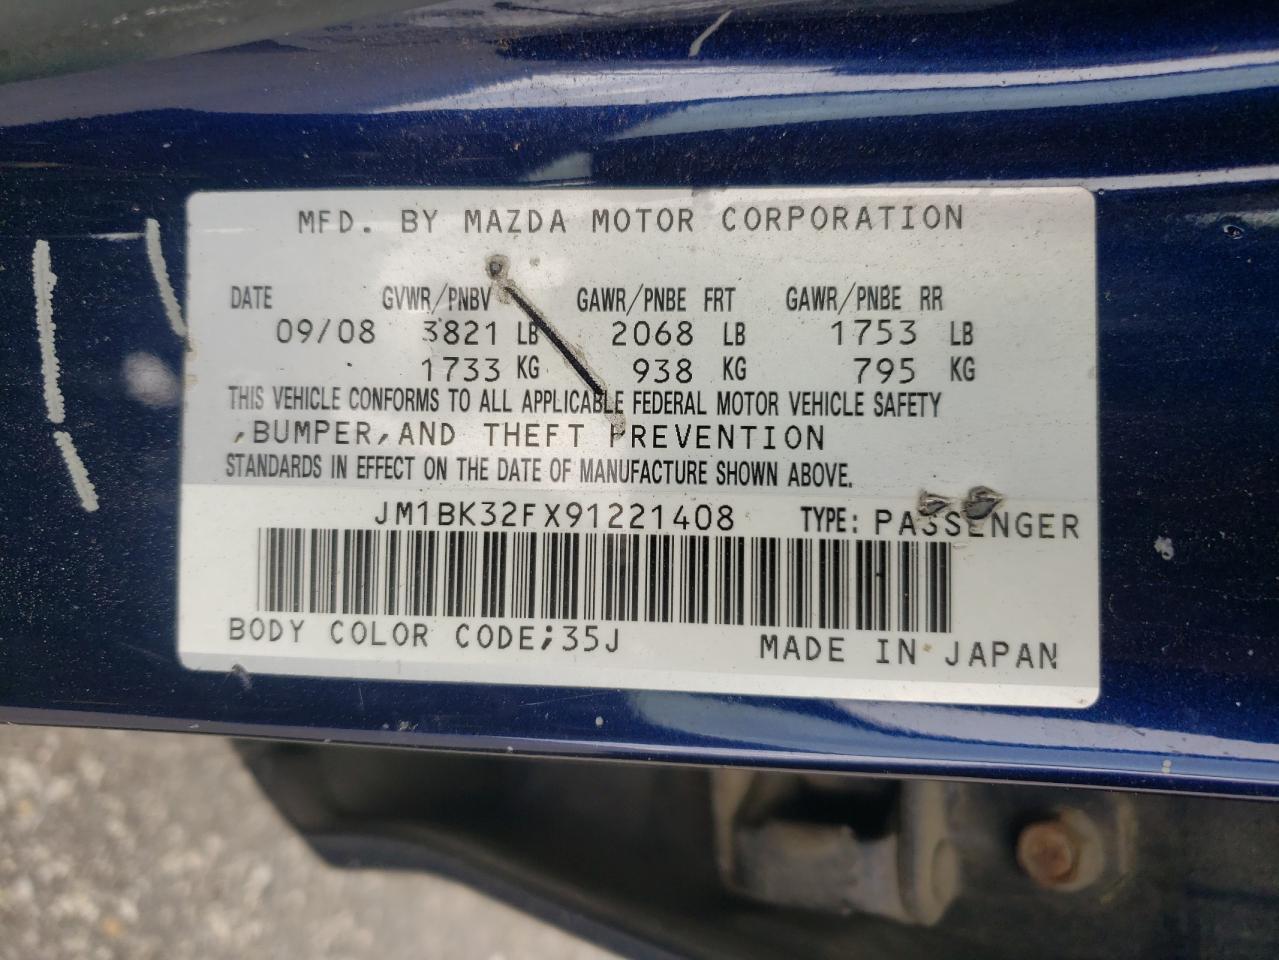 MFD. BY MAZDA MOTOR CORPORATION
DATE GVWR/PNBV GAWR/PNBE FRT GAWR/PNBE RR
09/08 3821 LB 2068 LB 1753 LB
1733 KG 938 KG 795 KG
THIS VEHICLE CONFORMS TO ALL APPLICABLE FEDERAL MOTOR VEHICLE SAFETY
,BUMPER,AND THEFT PREVENTION
STANDARDS IN EFFECT ON THE DATE OF MANUFACTURE SHOWN ABOVE.
JM1BK32FX91221408 TYPE: PASSENGER
BODY COLOR CODE;35J MADE IN JAPAN